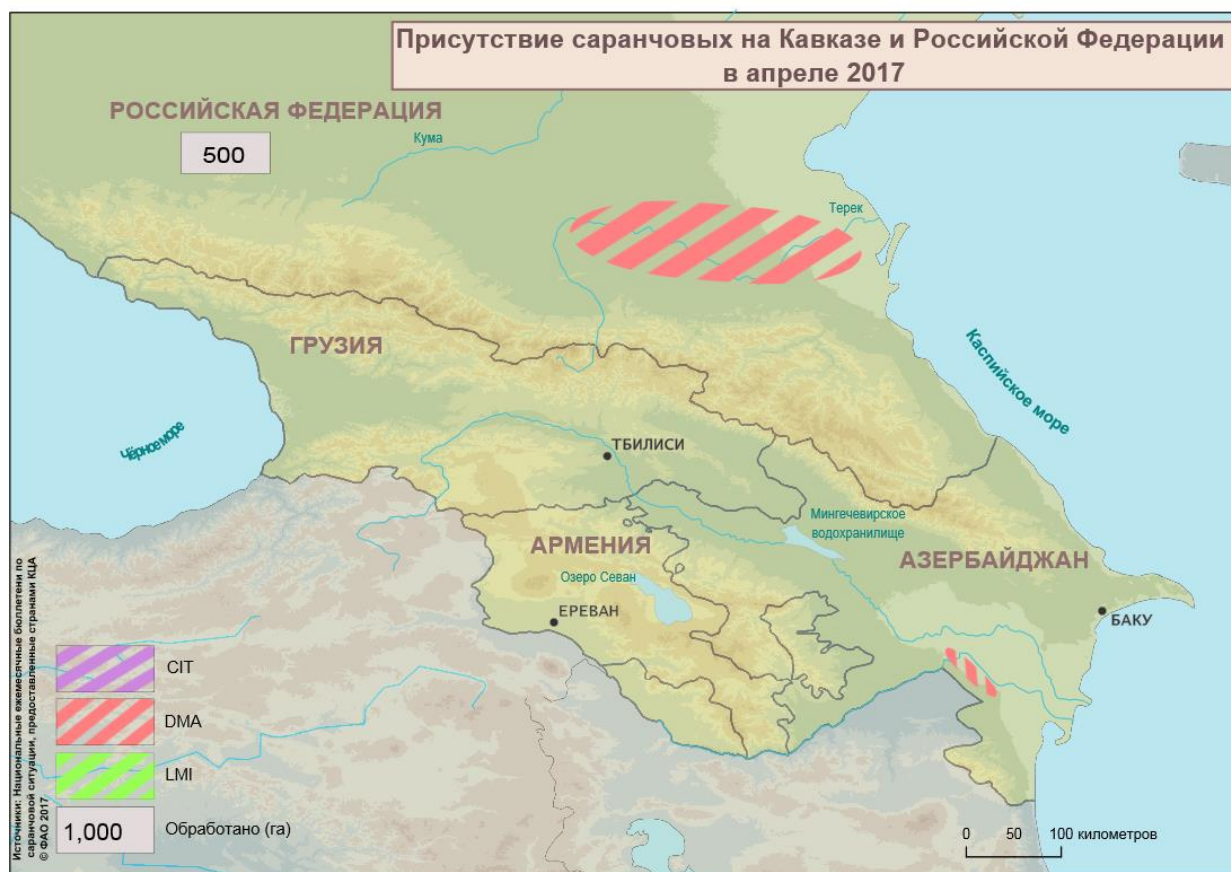 Присутствие саранчовых на Кавказе и Российской Федерации
в апреле 2017
РОССИЙСКАЯ ФЕДЕРАЦИЯ
500
Кума
Терек
ГРУЗИЯ
Каспийское море
Чёрное море
ТБИЛИСИ
Мингечевирское
водохранилище
АРМЕНИЯ
АЗЕРБАЙДЖАН
Озеро Севан
ЕРЕВАН
БАКУ
CIT
DMA
LMI
1,000
Обработано (га)
0 50 100 километров
Источники: Национальные ежемесячные бюллетени по
саранчовой ситуации, предоставленные странами КЦА
© ФАО 2017